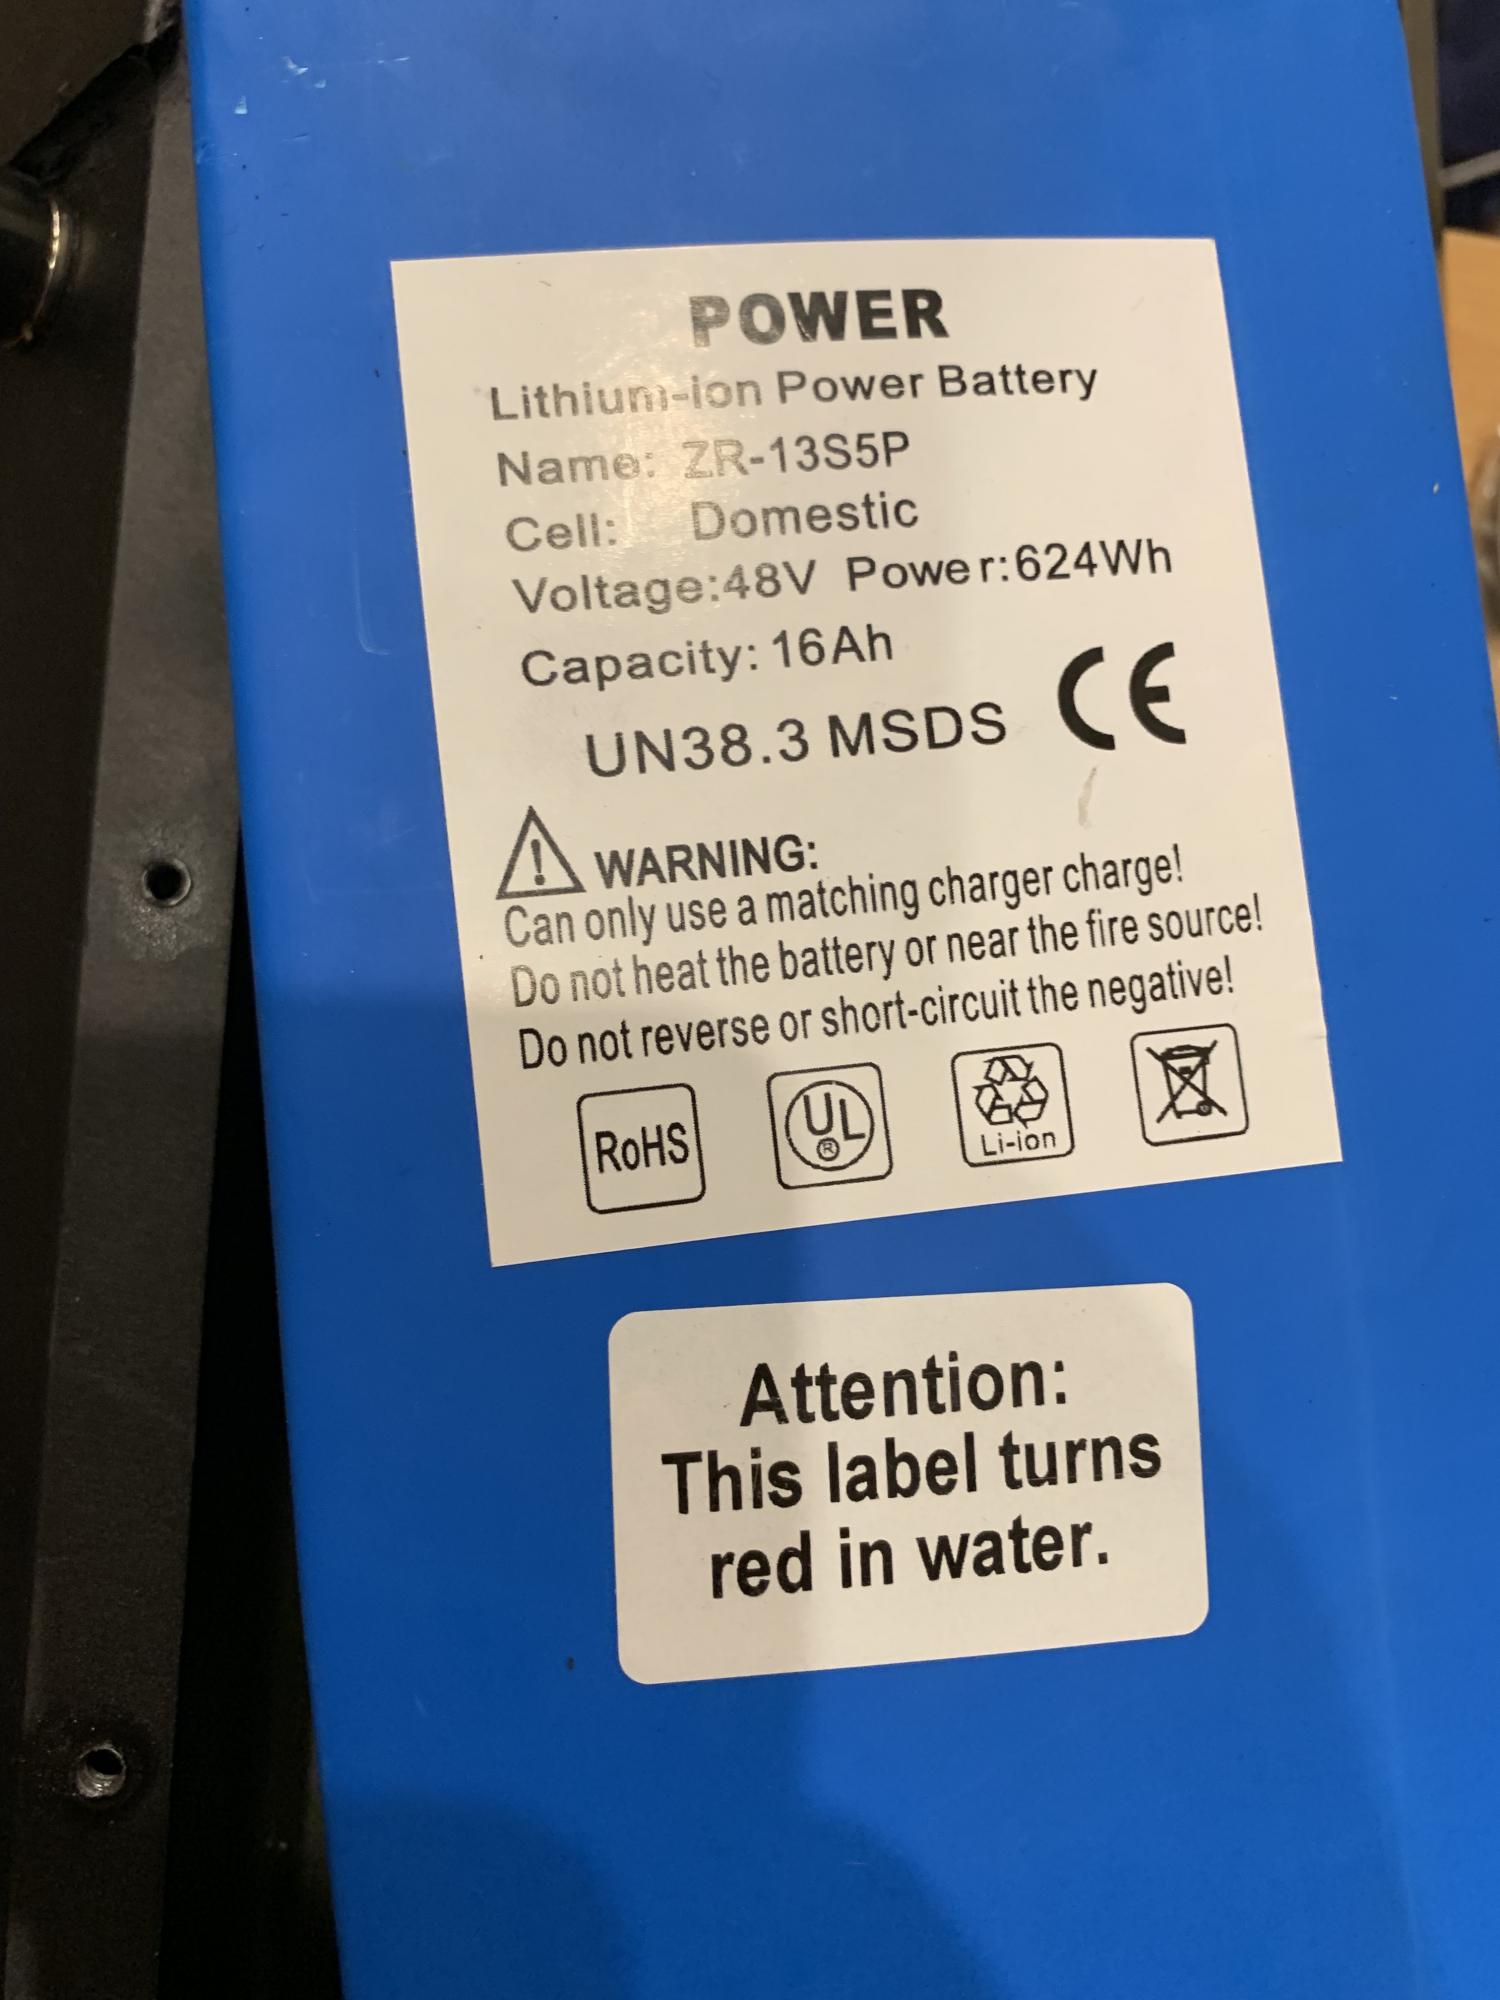 POWER
Lithium-ion Power Battery
Name: ZR-13S5P
Cell: Domestic
Voltage:48V Power:624Wh
Capacity: 16Ah
UN38.3 MSDS CE
WARNING:
Can only use a matching charger charge!
Do not heat the battery or near the fire source!
Do not reverse or short-circuit the negative!
RoHS UL® Li-ion
Attention:
This label turns
red in water.